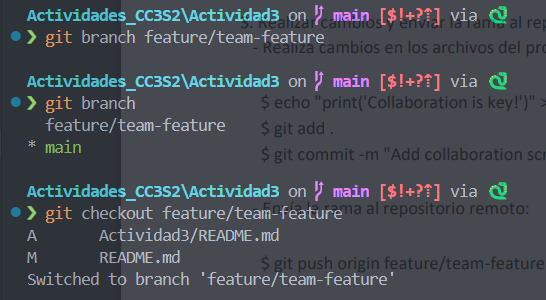 Actividades_CC3S2\Actividad3 on main [$!+?⇡] via
3. Realizar cambios y enviar la rama al rep
❯ git branch feature/team-feature
- Realiza cambios en los archivos del pro
Actividades_CC3S2\Actividad3 on main [$!+?⇡] via
❯ git branch
$ echo "print('Collaboration is key!')" >
feature/team-feature
$ git add .
* main
$ git commit -m "Add collaboration scr
Actividades_CC3S2\Actividad3 on main [$!+?⇡] via
❯ git checkout feature/team-feature
la rama al repositorio remoto:
A Actividad3/README.md
M README.md
$ git push origin feature/team-feature
Switched to branch 'feature/team-feature'